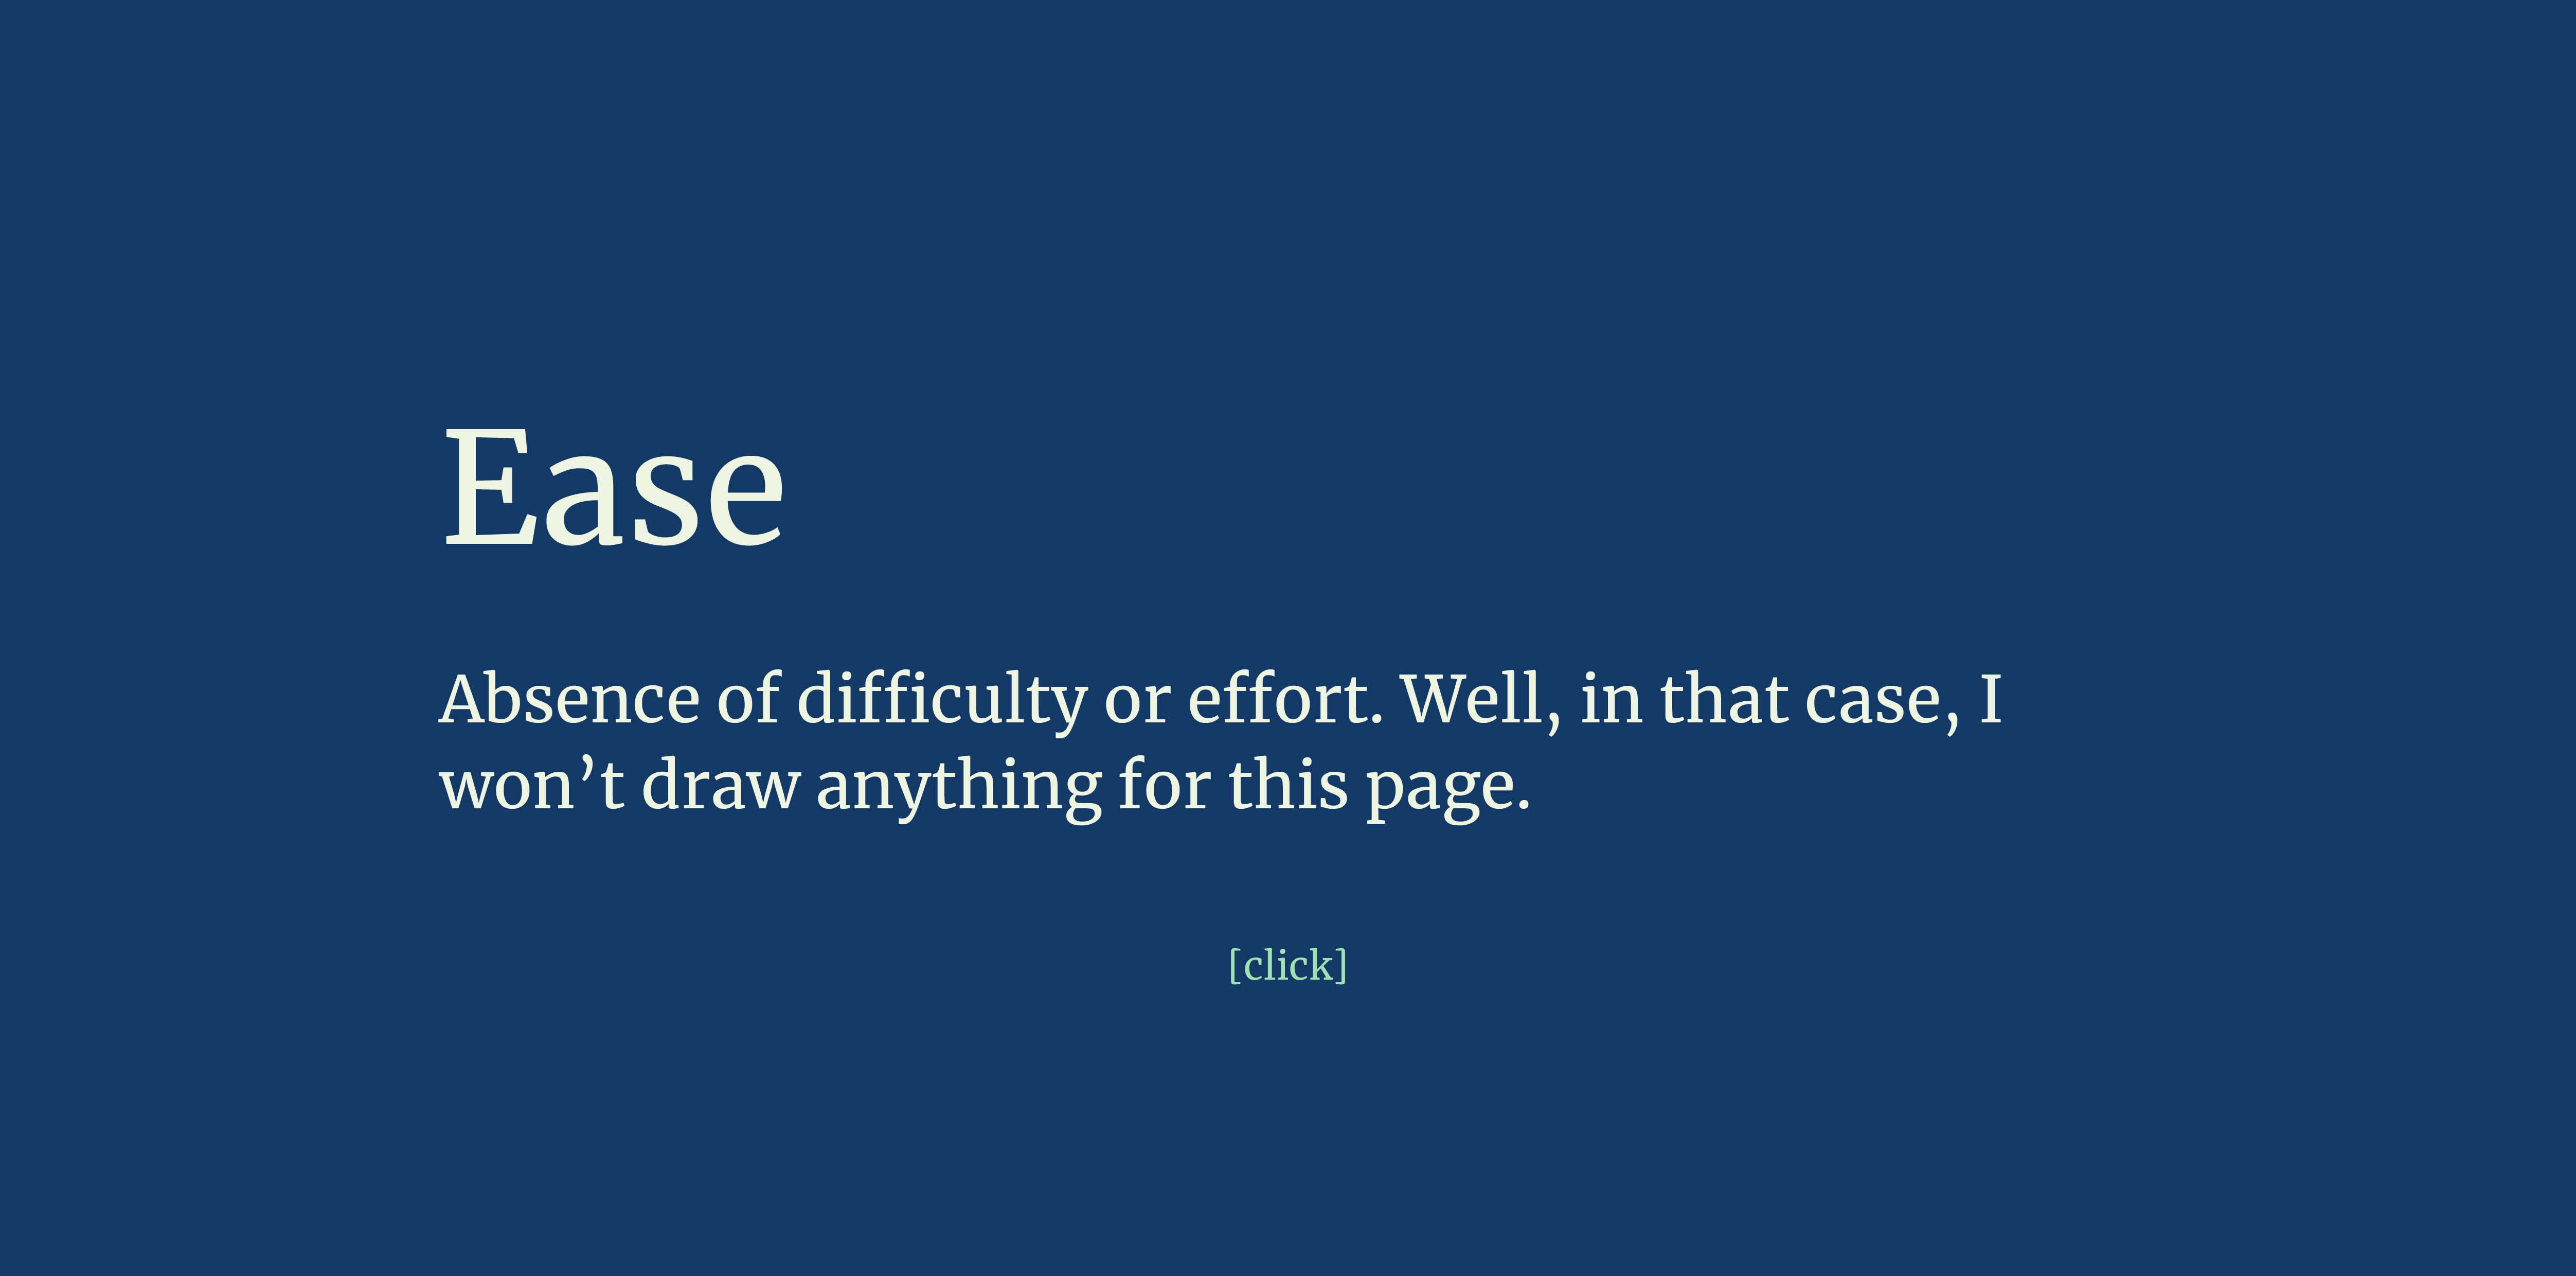 Ease
Absence of difficulty or effort. Well, in that case, I
won’t draw anything for this page.
[click]